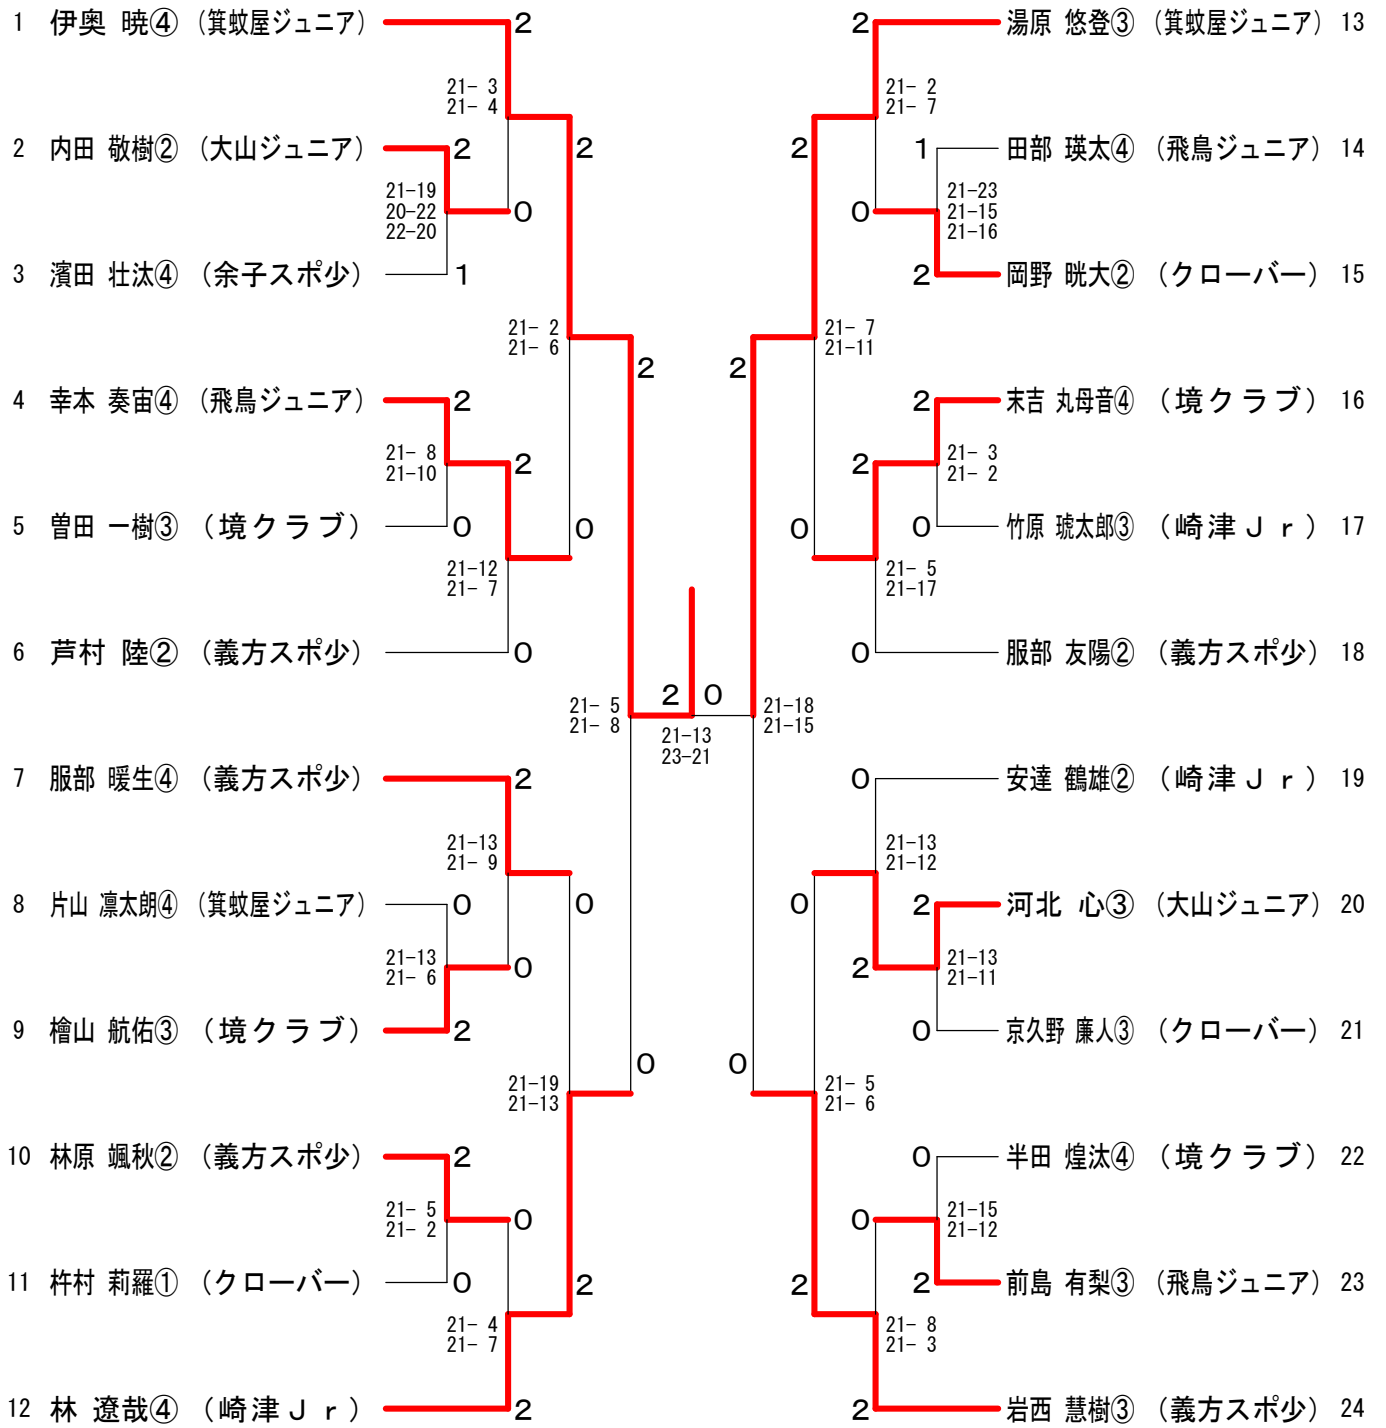 1 伊奥 暁④ (箕蚊屋ジュニア) 2
2 湯原 悠登③ (箕蚊屋ジュニア) 13
21- 3
21- 4
21- 2
21- 7
2 内田 敬樹② (大山ジュニア) 2
2
2
1 田部 瑛太④ (飛鳥ジュニア) 14
21-19
20-22
22-20
0
0
21-23
21-15
21-16
3 濱田 壮汰④ (余子スポ少) 1
2 岡野 晄大② (クローバー) 15
21- 2
21- 6
21- 7
21-11
2
2
4 幸本 奏宙④ (飛鳥ジュニア) 2
2 末吉 丸母音④ (境クラブ) 16
21- 8
21-10
2
2
21- 3
21- 2
5 曽田 一樹③ (境クラブ) 0
0
0
0 竹原 琥太郎③ (崎津Ｊｒ) 17
21-12
21- 7
21- 5
21-17
6 芦村 陸② (義方スポ少) 0
0 服部 友陽② (義方スポ少) 18
21- 5
21- 8
2 0
21-13
23-21
21-18
21-15
7 服部 暖生④ (義方スポ少) 2
0 安達 鶴雄② (崎津Ｊｒ) 19
21-13
21- 9
21-13
21-12
8 片山 凛太朗④ (箕蚊屋ジュニア) 0
0
0
2 河北 心③ (大山ジュニア) 20
21-13
21- 6
0
2
21-13
21-11
9 檜山 航佑③ (境クラブ) 2
0 京久野 廉人③ (クローバー) 21
0
0
21-19
21-13
21- 5
21- 6
10 林原 颯秋② (義方スポ少) 2
0 半田 煌汰④ (境クラブ) 22
21- 5
21- 2
0
0
21-15
21-12
11 杵村 莉羅① (クローバー) 0
2
2
2 前島 有梨③ (飛鳥ジュニア) 23
21- 4
21- 7
21- 8
21- 3
12 林 遼哉④ (崎津Ｊｒ) 2
2 岩西 慧樹③ (義方スポ少) 24